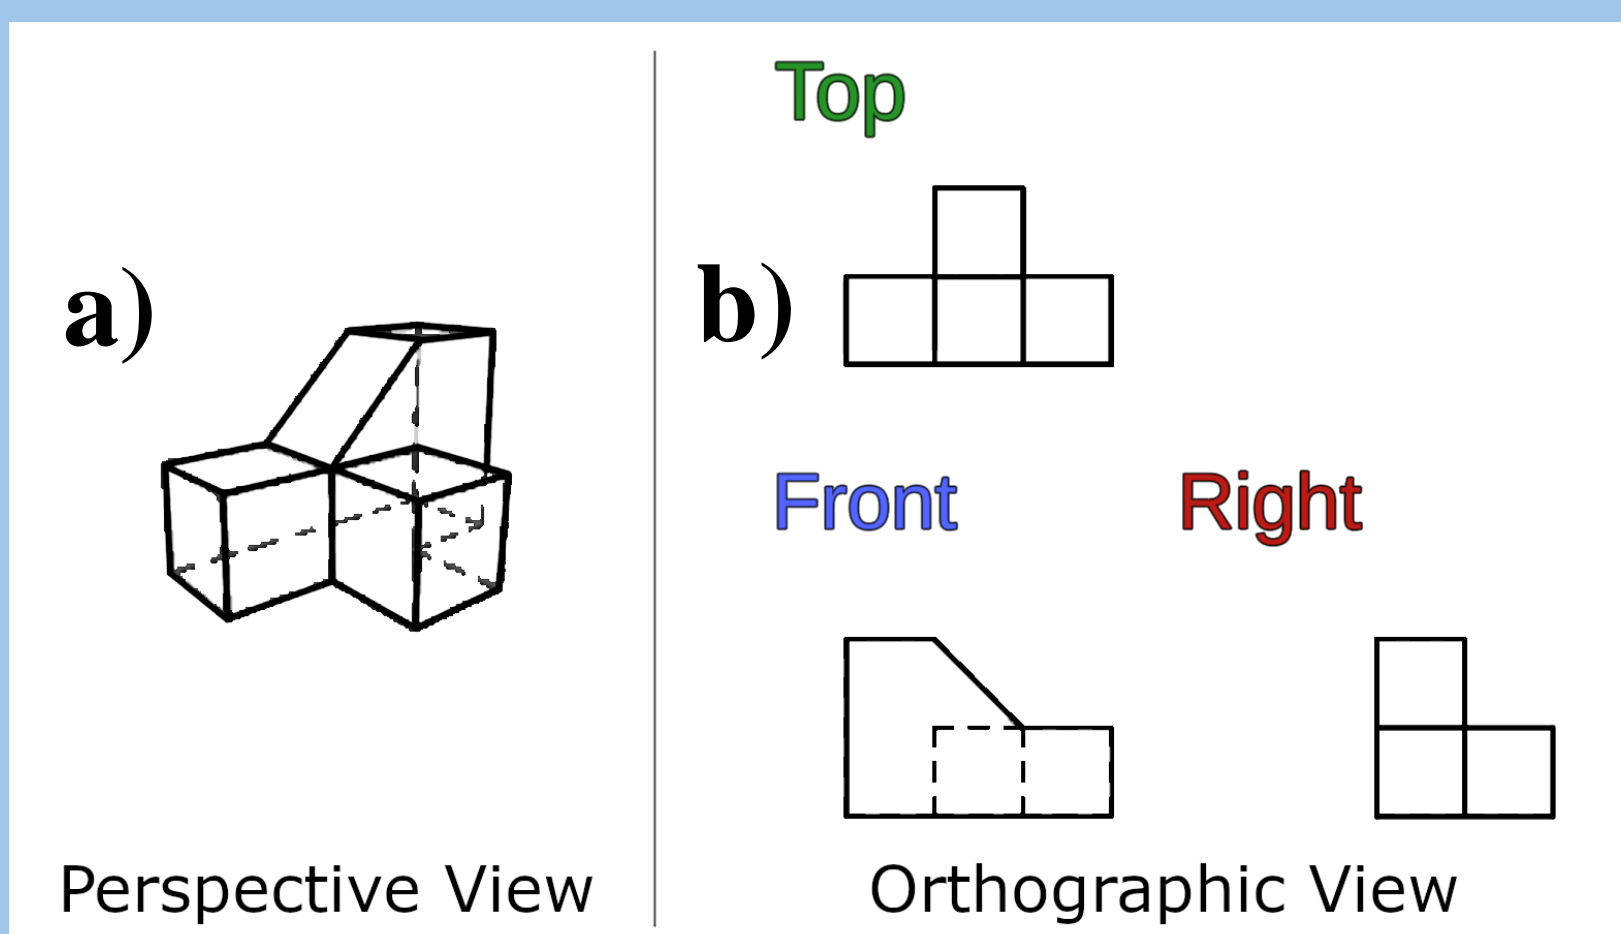 Top
a)
b)
Front
Right
Perspective View
Orthographic View